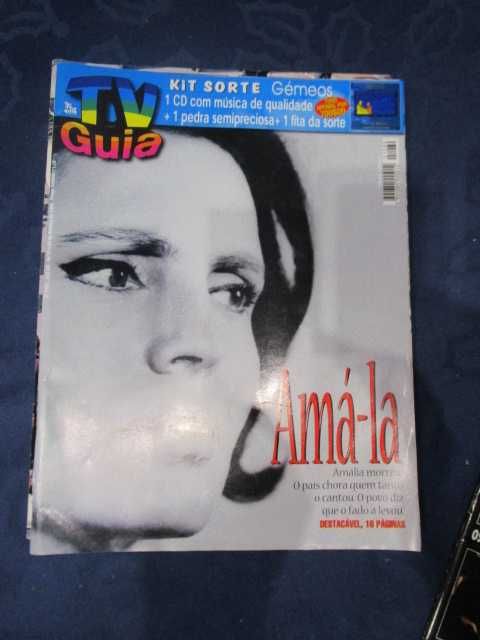 TV
Guia
KIT SORTE Gémeos
1 CD com música de qualidade
+ 1 pedra semipreciosa + 1 fita da sorte
Amá-la
Amália morreu.
O país chora quem tanto
o cantou. O povo diz
que o fado a levou.
DESTACÁVEL, 16 PÁGINAS